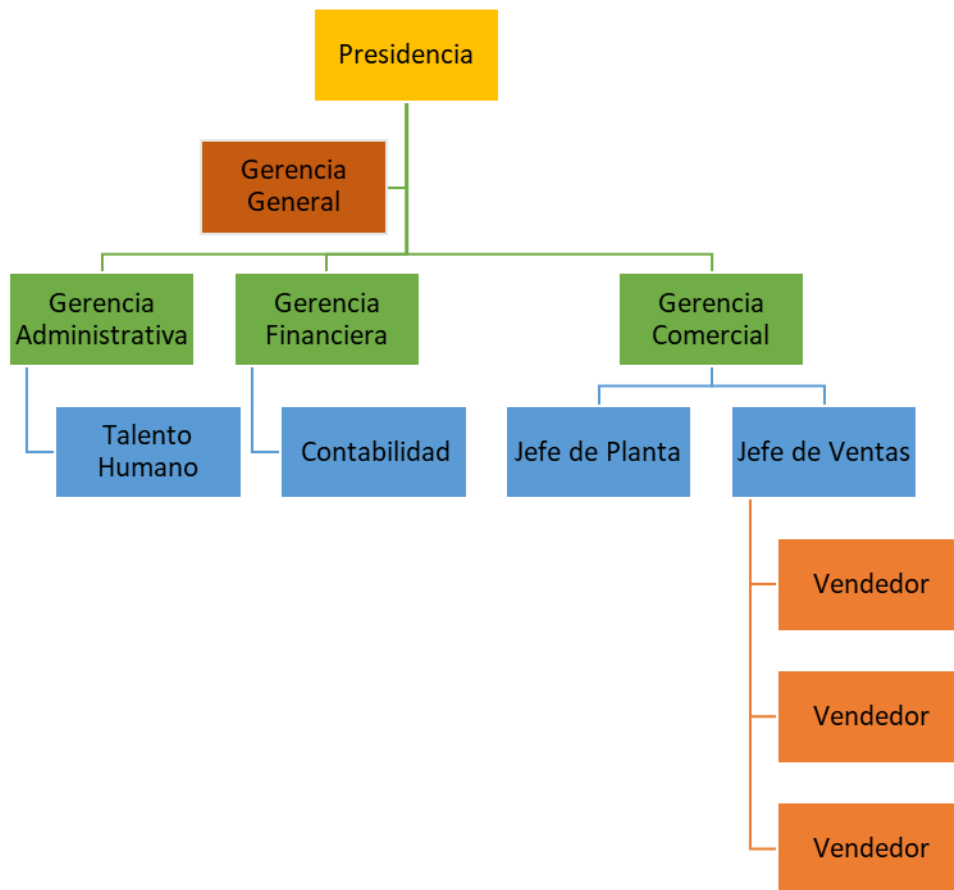 Presidencia
Gerencia
General
Gerencia
Administrativa
Gerencia
Financiera
Gerencia
Comercial
Talento
Humano
Contabilidad
Jefe de Planta
Jefe de Ventas
Vendedor
Vendedor
Vendedor